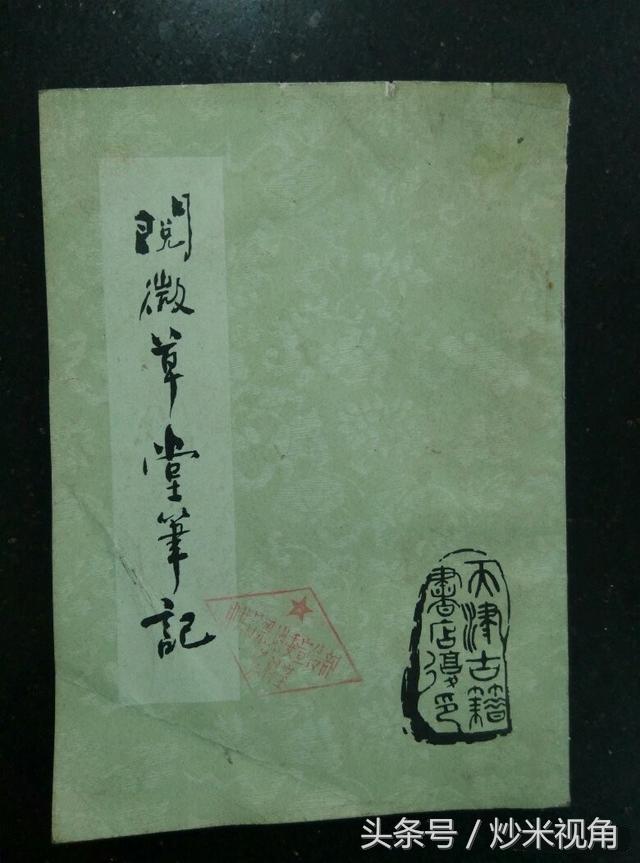 閱微草堂筆記
天津古籍
書店復印
头条号 / 炒米视角